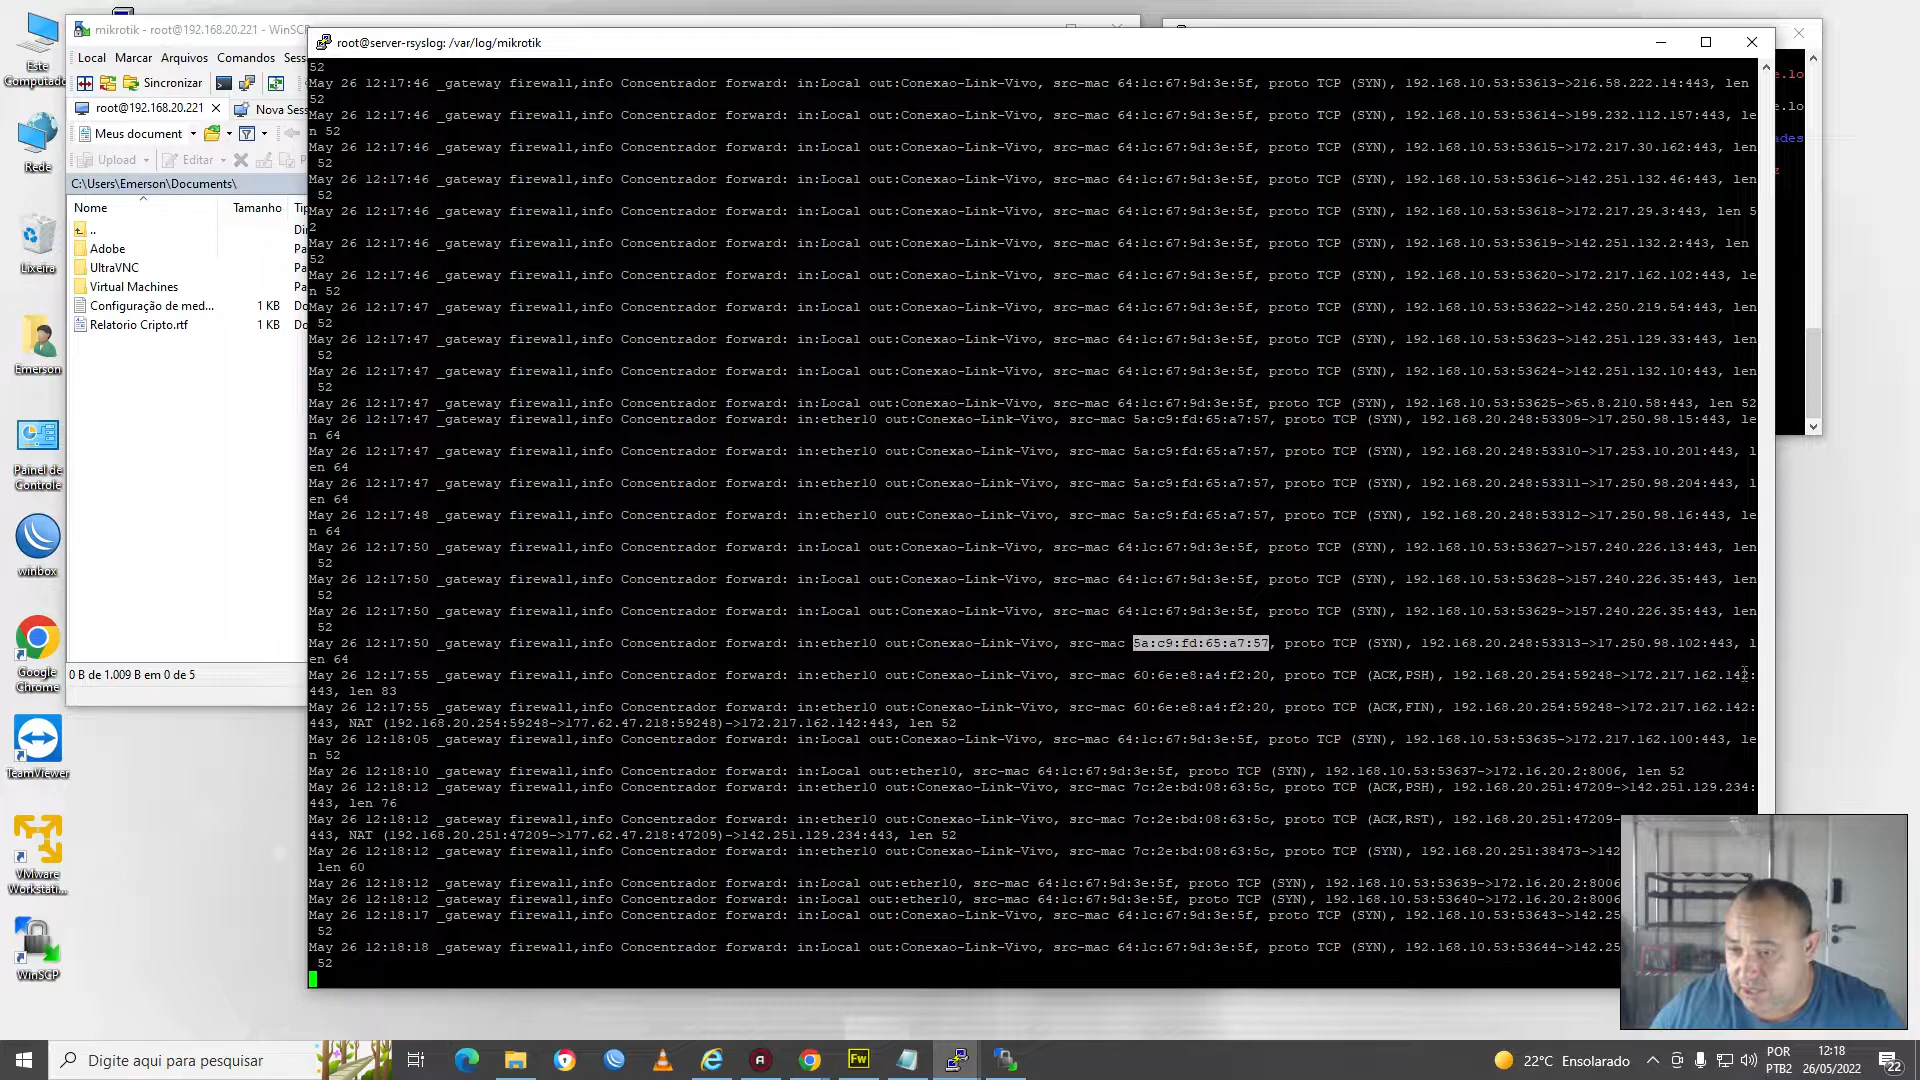 Este
Computado
Rede
Lixeira
Emerson
Painel de
Controle
winbox
Google
Chrome
TeamViewer
VMware
Workstati...
WinSCP
mikrotik - root@192.168.20.221 - WinSCP
Local Marcar Arquivos Comandos Sess
Sincronizar
root@192.168.20.221 Nova Sess
Meus document
Upload Editar
C:\Users\Emerson\Documents\
Nome Tamanho Tip
.. Di
Adobe Pa
UltraVNC Pa
Virtual Machines Pa
Configuração de med... 1 KB Do
Relatorio Cripto.rtf 1 KB Do
0 B de 1.009 B em 0 de 5
root@server-rsyslog: /var/log/mikrotik
52
May 26 12:17:46 _gateway firewall,info Concentrador forward: in:Local out:Conexao-Link-Vivo, src-mac 64:1c:67:9d:3e:5f, proto TCP (SYN), 192.168.10.53:53613->216.58.222.14:443, len
52
May 26 12:17:46 _gateway firewall,info Concentrador forward: in:Local out:Conexao-Link-Vivo, src-mac 64:1c:67:9d:3e:5f, proto TCP (SYN), 192.168.10.53:53614->199.232.112.157:443, le
n 52
May 26 12:17:46 _gateway firewall,info Concentrador forward: in:Local out:Conexao-Link-Vivo, src-mac 64:1c:67:9d:3e:5f, proto TCP (SYN), 192.168.10.53:53615->172.217.30.162:443, len
52
May 26 12:17:46 _gateway firewall,info Concentrador forward: in:Local out:Conexao-Link-Vivo, src-mac 64:1c:67:9d:3e:5f, proto TCP (SYN), 192.168.10.53:53616->142.251.132.46:443, len
52
May 26 12:17:46 _gateway firewall,info Concentrador forward: in:Local out:Conexao-Link-Vivo, src-mac 64:1c:67:9d:3e:5f, proto TCP (SYN), 192.168.10.53:53618->172.217.29.3:443, len 5
2
May 26 12:17:46 _gateway firewall,info Concentrador forward: in:Local out:Conexao-Link-Vivo, src-mac 64:1c:67:9d:3e:5f, proto TCP (SYN), 192.168.10.53:53619->142.251.132.2:443, len
52
May 26 12:17:46 _gateway firewall,info Concentrador forward: in:Local out:Conexao-Link-Vivo, src-mac 64:1c:67:9d:3e:5f, proto TCP (SYN), 192.168.10.53:53620->172.217.162.102:443, le
n 52
May 26 12:17:47 _gateway firewall,info Concentrador forward: in:Local out:Conexao-Link-Vivo, src-mac 64:1c:67:9d:3e:5f, proto TCP (SYN), 192.168.10.53:53622->142.250.219.54:443, len
52
May 26 12:17:47 _gateway firewall,info Concentrador forward: in:Local out:Conexao-Link-Vivo, src-mac 64:1c:67:9d:3e:5f, proto TCP (SYN), 192.168.10.53:53623->142.251.129.33:443, len
52
May 26 12:17:47 _gateway firewall,info Concentrador forward: in:Local out:Conexao-Link-Vivo, src-mac 64:1c:67:9d:3e:5f, proto TCP (SYN), 192.168.10.53:53624->142.251.132.10:443, len
52
May 26 12:17:47 _gateway firewall,info Concentrador forward: in:Local out:Conexao-Link-Vivo, src-mac 64:1c:67:9d:3e:5f, proto TCP (SYN), 192.168.10.53:53625->65.8.210.58:443, len 52
May 26 12:17:47 _gateway firewall,info Concentrador forward: in:ether10 out:Conexao-Link-Vivo, src-mac 5a:c9:fd:65:a7:57, proto TCP (SYN), 192.168.20.248:53309->17.250.98.15:443, le
n 64
May 26 12:17:47 _gateway firewall,info Concentrador forward: in:ether10 out:Conexao-Link-Vivo, src-mac 5a:c9:fd:65:a7:57, proto TCP (SYN), 192.168.20.248:53310->17.253.10.201:443, l
en 64
May 26 12:17:47 _gateway firewall,info Concentrador forward: in:ether10 out:Conexao-Link-Vivo, src-mac 5a:c9:fd:65:a7:57, proto TCP (SYN), 192.168.20.248:53311->17.250.98.204:443, l
en 64
May 26 12:17:48 _gateway firewall,info Concentrador forward: in:ether10 out:Conexao-Link-Vivo, src-mac 5a:c9:fd:65:a7:57, proto TCP (SYN), 192.168.20.248:53312->17.250.98.16:443, le
n 64
May 26 12:17:50 _gateway firewall,info Concentrador forward: in:Local out:Conexao-Link-Vivo, src-mac 64:1c:67:9d:3e:5f, proto TCP (SYN), 192.168.10.53:53627->157.240.226.13:443, len
52
May 26 12:17:50 _gateway firewall,info Concentrador forward: in:Local out:Conexao-Link-Vivo, src-mac 64:1c:67:9d:3e:5f, proto TCP (SYN), 192.168.10.53:53628->157.240.226.35:443, len
52
May 26 12:17:50 _gateway firewall,info Concentrador forward: in:Local out:Conexao-Link-Vivo, src-mac 64:1c:67:9d:3e:5f, proto TCP (SYN), 192.168.10.53:53629->157.240.226.35:443, len
52
May 26 12:17:50 _gateway firewall,info Concentrador forward: in:ether10 out:Conexao-Link-Vivo, src-mac 5a:c9:fd:65:a7:57, proto TCP (SYN), 192.168.20.248:53313->17.250.98.102:443, l
en 64
May 26 12:17:55 _gateway firewall,info Concentrador forward: in:ether10 out:Conexao-Link-Vivo, src-mac 60:6e:e8:a4:f2:20, proto TCP (ACK,PSH), 192.168.20.254:59248->172.217.162.142:
443, len 83
May 26 12:17:55 _gateway firewall,info Concentrador forward: in:ether10 out:Conexao-Link-Vivo, src-mac 60:6e:e8:a4:f2:20, proto TCP (ACK,FIN), 192.168.20.254:59248->172.217.162.142:
443, NAT (192.168.20.254:59248->177.62.47.218:59248)->172.217.162.142:443, len 52
May 26 12:18:05 _gateway firewall,info Concentrador forward: in:Local out:Conexao-Link-Vivo, src-mac 64:1c:67:9d:3e:5f, proto TCP (SYN), 192.168.10.53:53635->172.217.162.100:443, le
n 52
May 26 12:18:10 _gateway firewall,info Concentrador forward: in:Local out:ether10, src-mac 64:1c:67:9d:3e:5f, proto TCP (SYN), 192.168.10.53:53637->172.16.20.2:8006, len 52
May 26 12:18:12 _gateway firewall,info Concentrador forward: in:ether10 out:Conexao-Link-Vivo, src-mac 7c:2e:bd:08:63:5c, proto TCP (ACK,PSH), 192.168.20.251:47209->142.251.129.234:
443, len 76
May 26 12:18:12 _gateway firewall,info Concentrador forward: in:ether10 out:Conexao-Link-Vivo, src-mac 7c:2e:bd:08:63:5c, proto TCP (ACK,RST), 192.168.20.251:47209-
443, NAT (192.168.20.251:47209->177.62.47.218:47209)->142.251.129.234:443, len 52
May 26 12:18:12 _gateway firewall,info Concentrador forward: in:ether10 out:Conexao-Link-Vivo, src-mac 7c:2e:bd:08:63:5c, proto TCP (SYN), 192.168.20.251:38473->142
len 60
May 26 12:18:12 _gateway firewall,info Concentrador forward: in:Local out:ether10, src-mac 64:1c:67:9d:3e:5f, proto TCP (SYN), 192.168.10.53:53639->172.16.20.2:8006
May 26 12:18:12 _gateway firewall,info Concentrador forward: in:Local out:ether10, src-mac 64:1c:67:9d:3e:5f, proto TCP (SYN), 192.168.10.53:53640->172.16.20.2:8006
May 26 12:18:17 _gateway firewall,info Concentrador forward: in:Local out:Conexao-Link-Vivo, src-mac 64:1c:67:9d:3e:5f, proto TCP (SYN), 192.168.10.53:53643->142.25
52
May 26 12:18:18 _gateway firewall,info Concentrador forward: in:Local out:Conexao-Link-Vivo, src-mac 64:1c:67:9d:3e:5f, proto TCP (SYN), 192.168.10.53:53644->142.25
52
e.lo
e.lo
ades
z
Digite aqui para pesquisar
Fw
22°C Ensolarado
POR
PTB2
12:18
26/05/2022
22